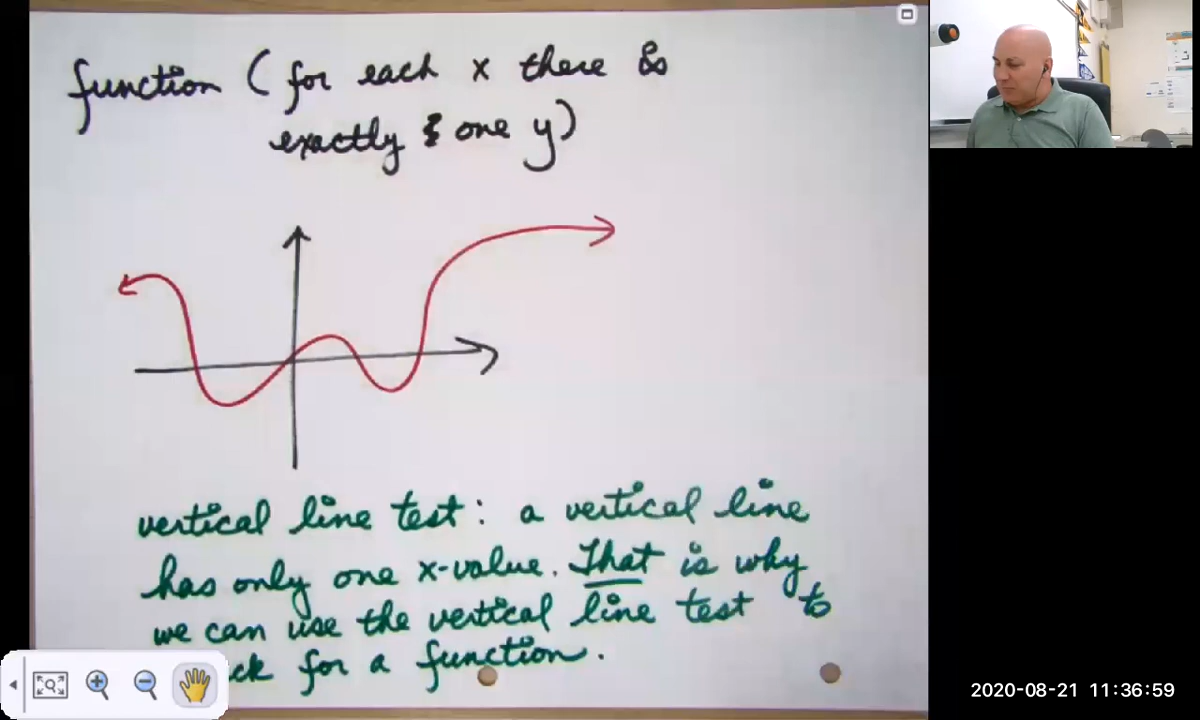 function (for each x there is
exactly one y)
vertical line test: a vertical line
has only one x-value. That is why
we can use the vertical line test to
ck for a function.
2020-08-21 11:36:59